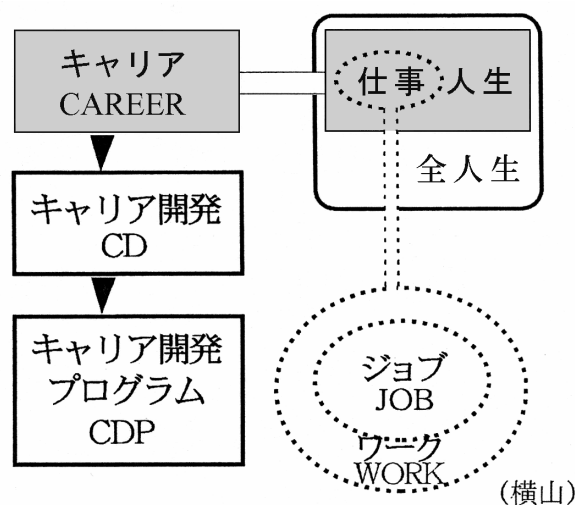 キャリア
CAREER
仕事人生
全人生
キャリア開発
CD
キャリア開発
プログラム
CDP
ジョブ
JOB
ワーク
WORK
(横山)